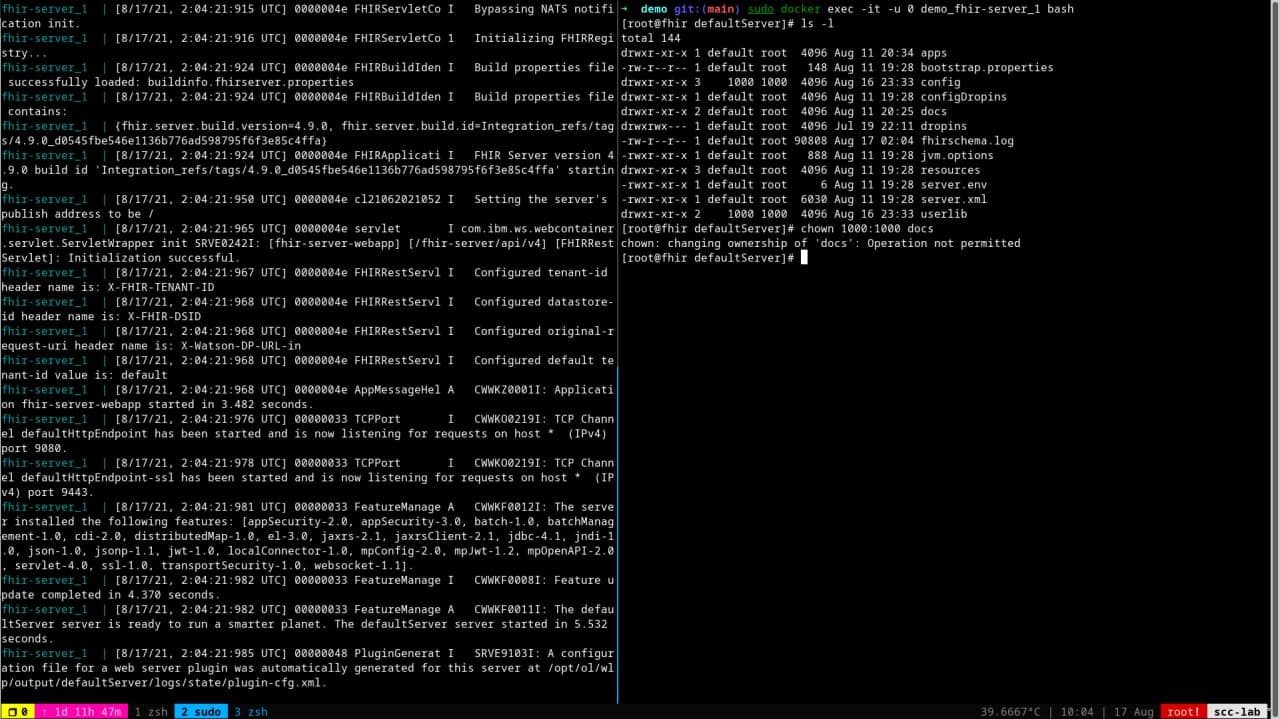 fhir-server_1  | [8/17/21, 2:04:21:915 UTC] 0000004e FHIRServletCo I   Bypassing NATS notifi
cation init.
fhir-server_1  | [8/17/21, 2:04:21:916 UTC] 0000004e FHIRServletCo 1   Initializing FHIRRegi
stry...
fhir-server_1  | [8/17/21, 2:04:21:924 UTC] 0000004e FHIRBuildIden I   Build properties file
 successfully loaded: buildinfo.fhirserver.properties
fhir-server_1  | [8/17/21, 2:04:21:924 UTC] 0000004e FHIRBuildIden I   Build properties file
 contains:
fhir-server_1  | {fhir.server.build.version=4.9.0, fhir.server.build.id=Integration_refs/tag
s/4.9.0_d0545fbe546e1136b776ad598795f6f3e85c4ffa}
fhir-server_1  | [8/17/21, 2:04:21:924 UTC] 0000004e FHIRApplicati I   FHIR Server version 4
.9.0 build id 'Integration_refs/tags/4.9.0_d0545fbe546e1136b776ad598795f6f3e85c4ffa' startin
g.
fhir-server_1  | [8/17/21, 2:04:21:950 UTC] 0000004e cl21062021052 I   Setting the server's
publish address to be /
fhir-server_1  | [8/17/21, 2:04:21:965 UTC] 0000004e servlet       I com.ibm.ws.webcontainer
.servlet.ServletWrapper init SRVE0242I: [fhir-server-webapp] [/fhir-server/api/v4] [FHIRRest
Servlet]: Initialization successful.
fhir-server_1  | [8/17/21, 2:04:21:967 UTC] 0000004e FHIRRestServl I   Configured tenant-id
header name is: X-FHIR-TENANT-ID
fhir-server_1  | [8/17/21, 2:04:21:968 UTC] 0000004e FHIRRestServl I   Configured datastore-
id header name is: X-FHIR-DSID
fhir-server_1  | [8/17/21, 2:04:21:968 UTC] 0000004e FHIRRestServl I   Configured original-r
equest-uri header name is: X-Watson-DP-URL-in
fhir-server_1  | [8/17/21, 2:04:21:968 UTC] 0000004e FHIRRestServl I   Configured default te
nant-id value is: default
fhir-server_1  | [8/17/21, 2:04:21:968 UTC] 0000004e AppMessageHel A   CWWKZ0001I: Applicati
on fhir-server-webapp started in 3.482 seconds.
fhir-server_1  | [8/17/21, 2:04:21:976 UTC] 00000033 TCPPort       I   CWWKO0219I: TCP Chann
el defaultHttpEndpoint has been started and is now listening for requests on host *  (IPv4)
port 9080.
fhir-server_1  | [8/17/21, 2:04:21:978 UTC] 00000033 TCPPort       I   CWWKO0219I: TCP Chann
el defaultHttpEndpoint-ssl has been started and is now listening for requests on host *  (IP
v4) port 9443.
fhir-server_1  | [8/17/21, 2:04:21:981 UTC] 00000033 FeatureManage A   CWWKF0012I: The serve
r installed the following features: [appSecurity-2.0, appSecurity-3.0, batch-1.0, batchManag
ement-1.0, cdi-2.0, distributedMap-1.0, el-3.0, jaxrs-2.1, jaxrsClient-2.1, jdbc-4.1, jndi-1
.0, json-1.0, jsonp-1.1, jwt-1.0, localConnector-1.0, mpConfig-2.0, mpJwt-1.2, mpOpenAPI-2.0
, servlet-4.0, ssl-1.0, transportSecurity-1.0, websocket-1.1].
fhir-server_1  | [8/17/21, 2:04:21:982 UTC] 00000033 FeatureManage I   CWWKF0008I: Feature u
pdate completed in 4.370 seconds.
fhir-server_1  | [8/17/21, 2:04:21:982 UTC] 00000033 FeatureManage A   CWWKF0011I: The defau
ltServer server is ready to run a smarter planet. The defaultServer server started in 5.532
seconds.
fhir-server_1  | [8/17/21, 2:04:21:985 UTC] 00000048 PluginGenerat I   SRVE9103I: A configur
ation file for a web server plugin was automatically generated for this server at /opt/ol/wl
p/output/defaultServer/logs/state/plugin-cfg.xml.
➜  demo git:(main) sudo docker exec -it -u 0 demo_fhir-server_1 bash
[root@fhir defaultServer]# ls -l
total 144
drwxr-xr-x 1 default root  4096 Aug 11 20:34 apps
-rw-r--r-- 1 default root   148 Aug 11 19:28 bootstrap.properties
drwxr-xr-x 3    1000 1000  4096 Aug 16 23:33 config
drwxr-xr-x 1 default root  4096 Aug 11 19:28 configDropins
drwxr-xr-x 2 default root  4096 Aug 11 20:25 docs
drwxrwx--- 1 default root  4096 Jul 19 22:11 dropins
-rw-r--r-- 1 default root 90808 Aug 17 02:04 fhirschema.log
-rwxr-xr-x 1 default root   888 Aug 11 19:28 jvm.options
drwxr-xr-x 3 default root  4096 Aug 11 19:28 resources
-rwxr-xr-x 1 default root     6 Aug 11 19:28 server.env
-rwxr-xr-x 1 default root  6030 Aug 11 19:28 server.xml
drwxr-xr-x 2    1000 1000  4096 Aug 16 23:33 userlib
[root@fhir defaultServer]# chown 1000:1000 docs
chown: changing ownership of 'docs': Operation not permitted
[root@fhir defaultServer]#
❐ 0  ↑ 1d 11h 47m  1 zsh  2 sudo  3 zsh  39.6667°C | 10:04 | 17 Aug  root!  scc-lab